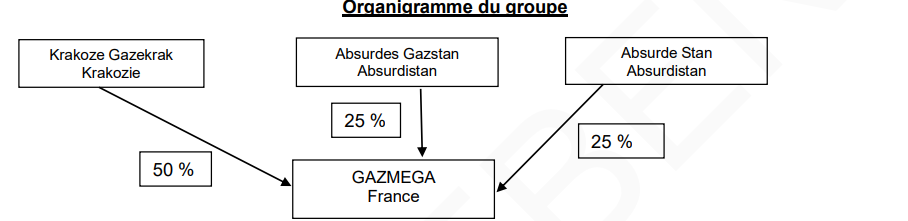 Organigramme du groupe
Krakoze Gazekrak
Krakozie
Absurdes Gazstan
Absurdistan
Absurde Stan
Absurdistan
25 %
25 %
50 %
GAZMEGA
France